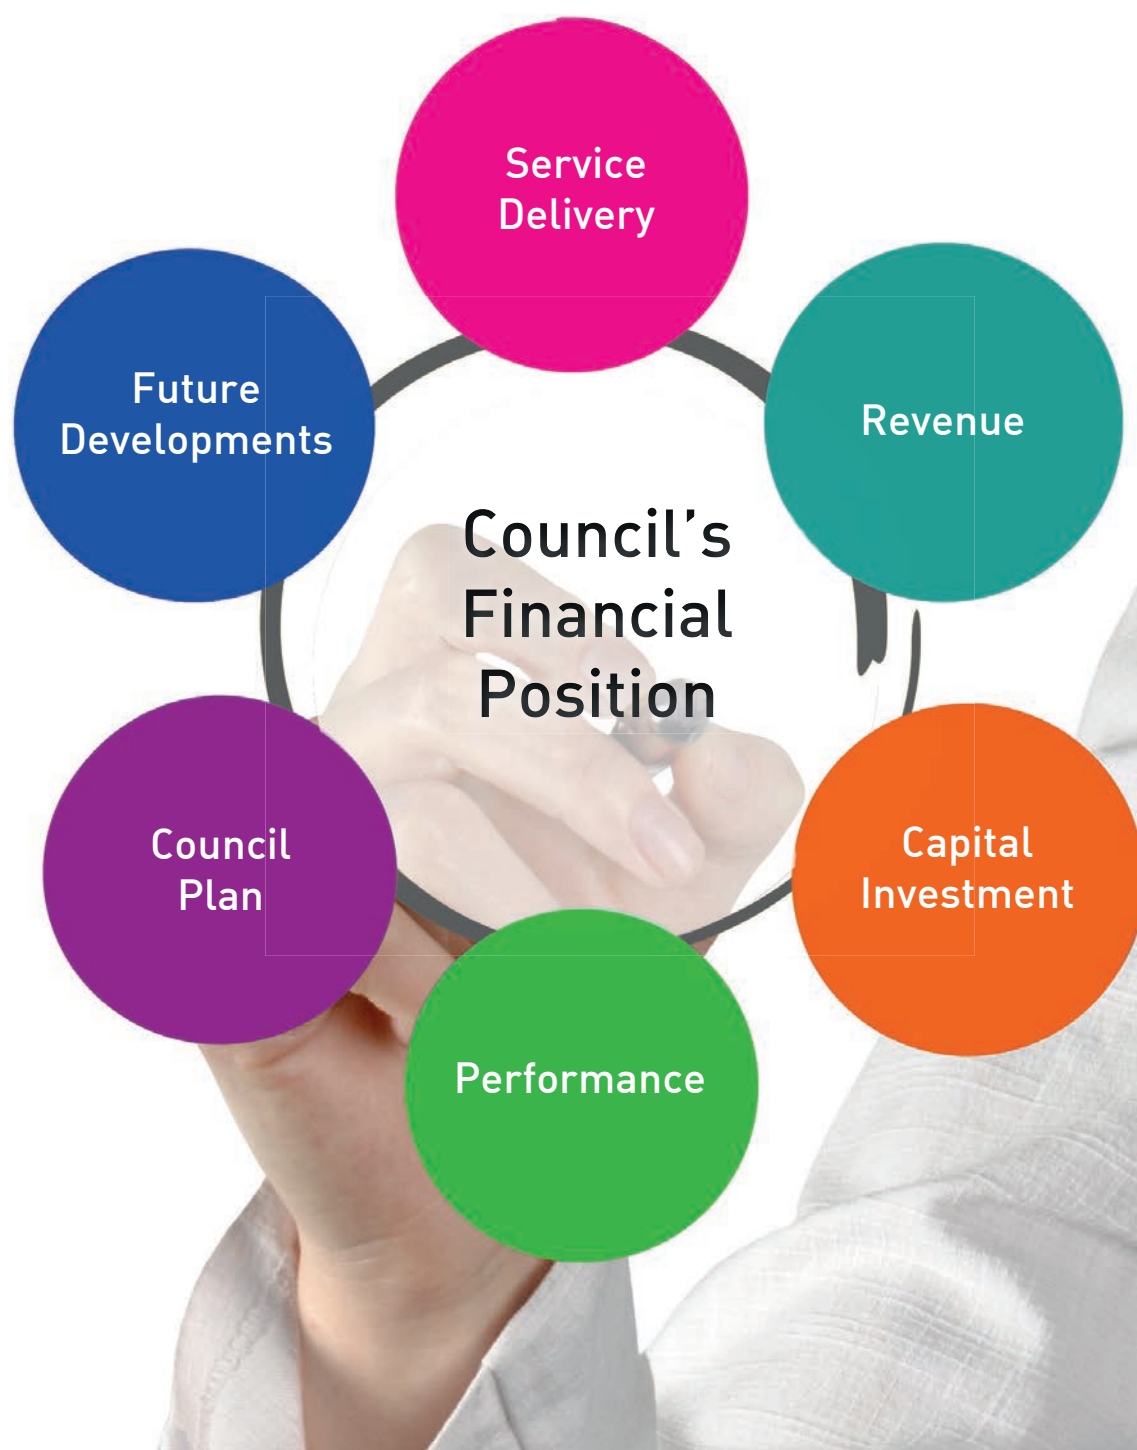 Service
Delivery
Future
Developments
Revenue
Council’s
Financial
Position
Council
Plan
Capital
Investment
Performance